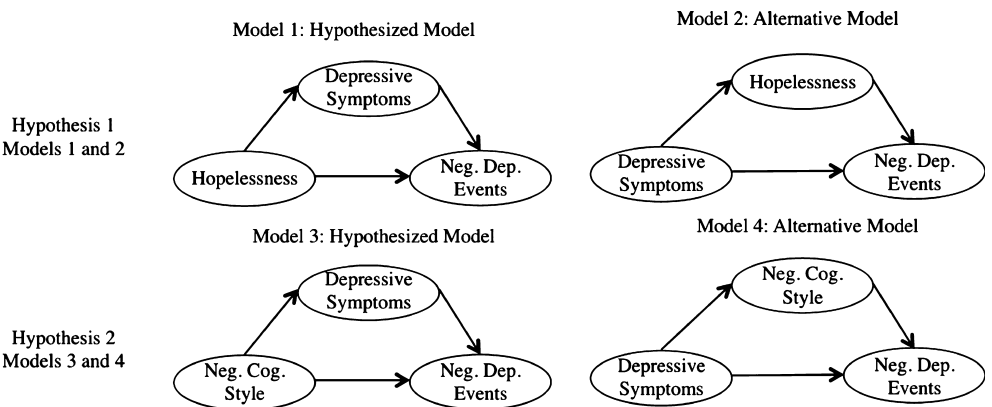 Model 1: Hypothesized Model
Model 2: Alternative Model
Hypothesis 1
Models 1 and 2
Depressive
Symptoms
Hopelessness
Neg. Dep.
Events
Hopelessness
Depressive
Symptoms
Neg. Dep.
Events
Model 3: Hypothesized Model
Model 4: Alternative Model
Hypothesis 2
Models 3 and 4
Depressive
Symptoms
Neg. Cog.
Style
Neg. Dep.
Events
Neg. Cog.
Style
Depressive
Symptoms
Neg. Dep.
Events